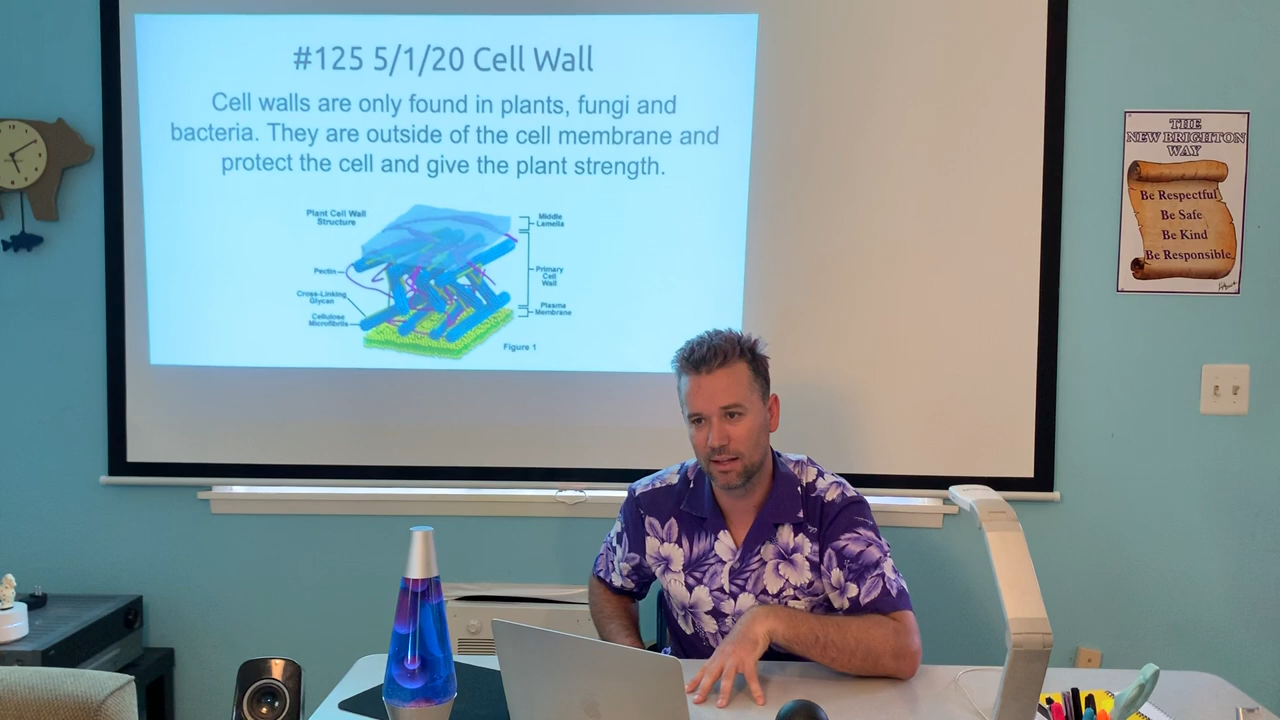 #125 5/1/20 Cell Wall
Cell walls are only found in plants, fungi and
bacteria. They are outside of the cell membrane and
protect the cell and give the plant strength.
Plant Cell Wall
Structure
Middle
Lamella
Pectin
Primary
Cell
Wall
Cross-Linking
Glycan
Plasma
Membrane
Cellulose
Microfibrils
Figure 1
THE
NEW BRIGHTON
WAY
Be Respectful
Be Safe
Be Kind
Be Responsible